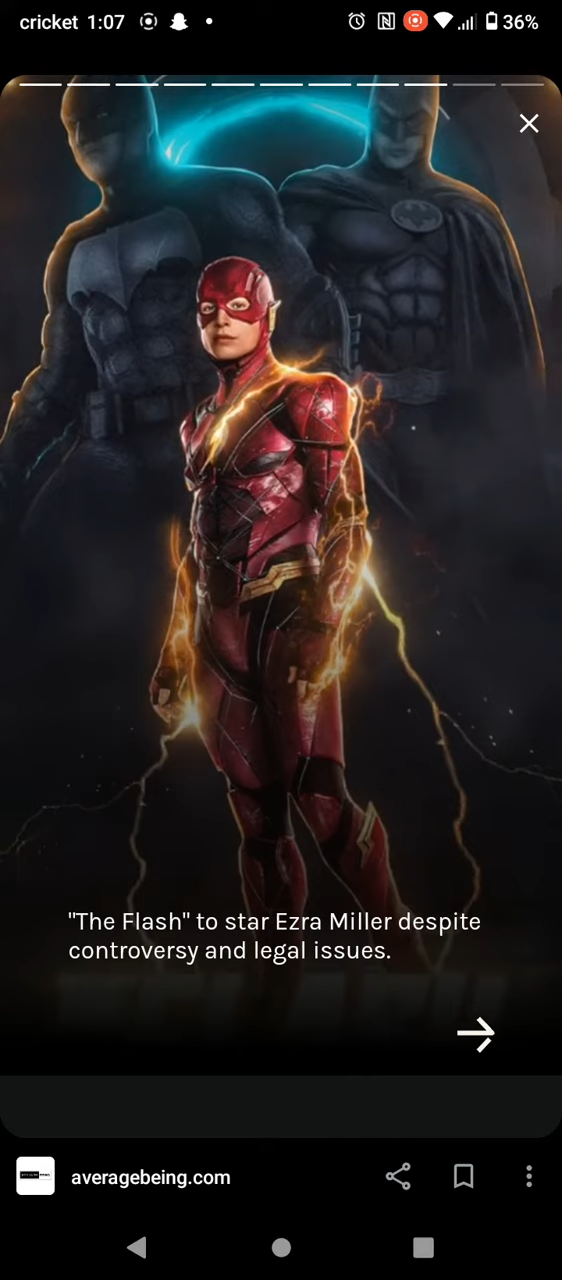 cricket 1:07 36%
"The Flash" to star Ezra Miller despite
controversy and legal issues.
averagebeing.com